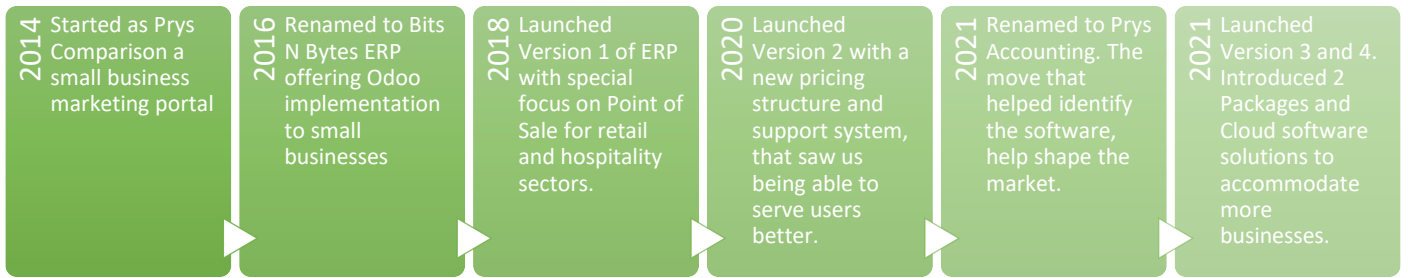 2014
Started as Prys
Comparison a
small business
marketing portal
2016
Renamed to Bits
N Bytes ERP
offering Odoo
implementation
to small
businesses
2018
Launched
Version 1 of ERP
with special
focus on Point of
Sale for retail
and hospitality
sectors.
2020
Launched
Version 2 with a
new pricing
structure and
support system,
that saw us
being able to
serve users
better.
2021
Renamed to Prys
Accounting. The
move that
helped identify
the software,
help shape the
market.
2021
Launched
Version 3 and 4.
Introduced 2
Packages and
Cloud software
solutions to
accommodate
more
businesses.